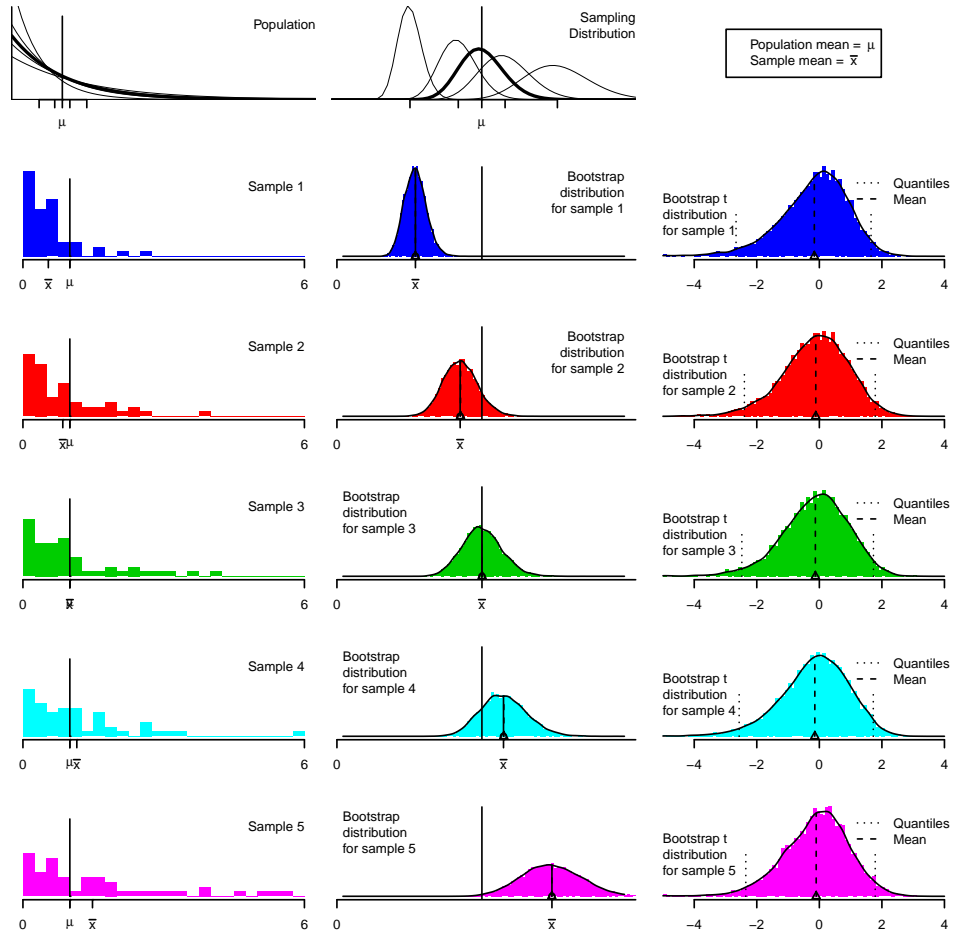 Population
μ
Sampling
Distribution
μ
Population mean = μ
Sample mean = x̅
Sample 1
0 x̅ μ 6
Bootstrap
distribution
for sample 1
0 x̅
Bootstrap t
distribution
for sample 1
Quantiles
Mean
−4 −2 0 2 4
Sample 2
0 x̅ μ 6
Bootstrap
distribution
for sample 2
0 x̅
Bootstrap t
distribution
for sample 2
Quantiles
Mean
−4 −2 0 2 4
Sample 3
0 x̅ 6
Bootstrap
distribution
for sample 3
0 x̅
Bootstrap t
distribution
for sample 3
Quantiles
Mean
−4 −2 0 2 4
Sample 4
0 μ x̅ 6
Bootstrap
distribution
for sample 4
0 x̅
Bootstrap t
distribution
for sample 4
Quantiles
Mean
−4 −2 0 2 4
Sample 5
0 μ x̅ 6
Bootstrap
distribution
for sample 5
0 x̅
Bootstrap t
distribution
for sample 5
Quantiles
Mean
−4 −2 0 2 4